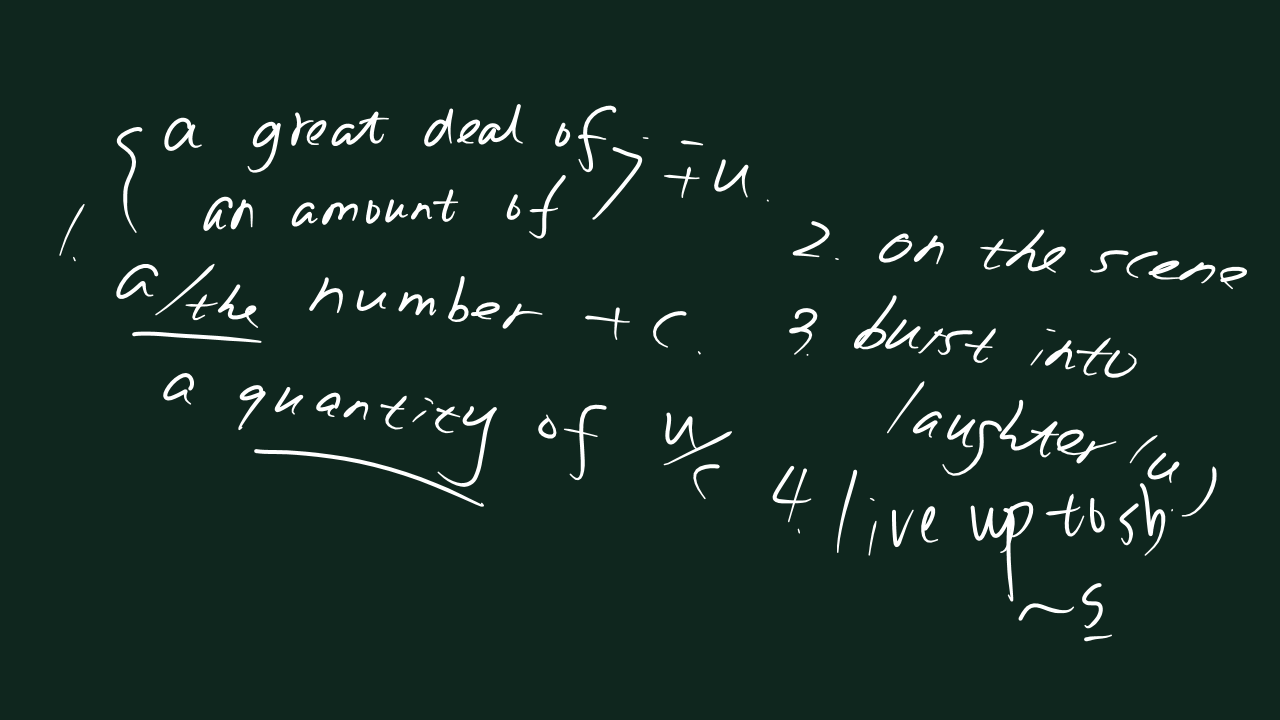 1. { a great deal of
an amount of } + u.
a/the number + c.
a quantity of u/c
2. on the scene
3. burst into
laughter (u)
4. live up to sb.
~s